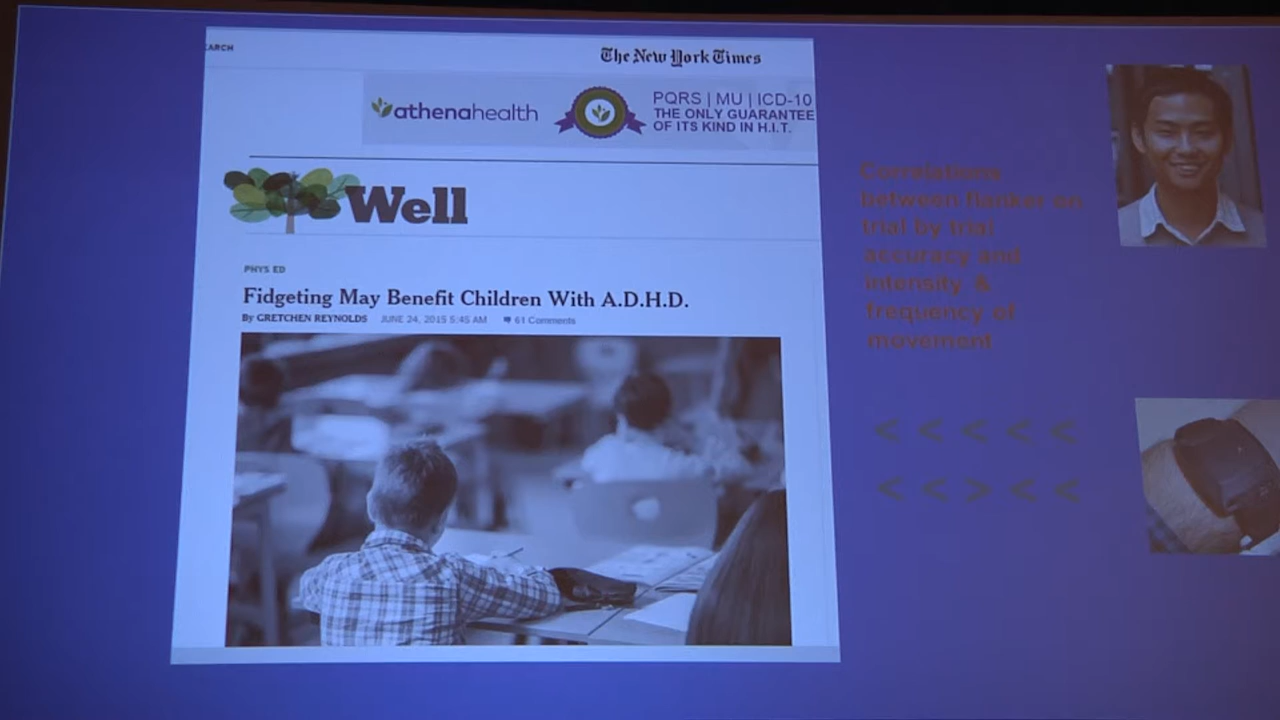 EARCH
The New York Times
athenahealth
PQRS | MU | ICD-10
THE ONLY GUARANTEE
OF ITS KIND IN H.I.T.
Well
PHYS ED
Fidgeting May Benefit Children With A.D.H.D.
By GRETCHEN REYNOLDS JUNE 24, 2015 5:45 AM 61 Comments
Correlations
between flanker on
trial by trial
accuracy and
intensity &
frequency of
movement
< < < < <
< < > < <